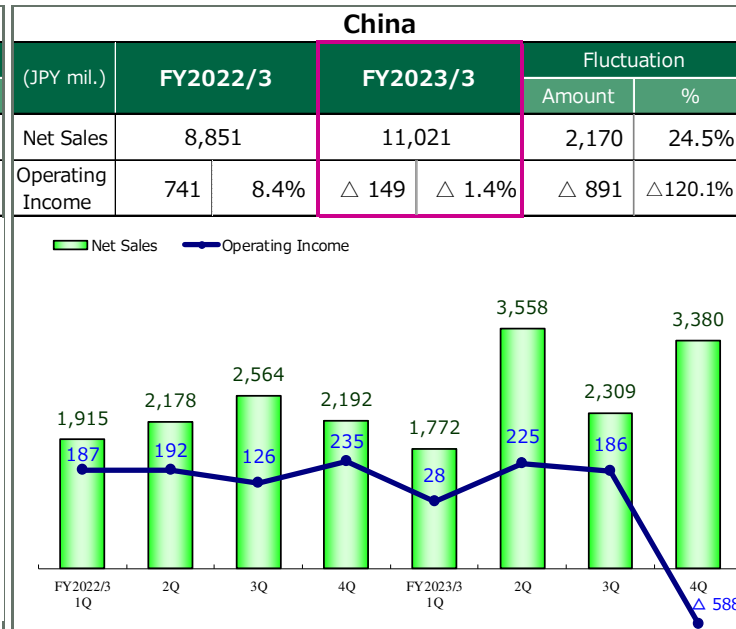 China
(JPY mil.) FY2022/3 FY2023/3 Fluctuation
Amount %
Net Sales 8,851 11,021 2,170 24.5%
Operating Income 741 8.4% △ 149 △ 1.4% △ 891 △120.1%
Net Sales Operating Income
3,558
3,380
2,564
2,178 2,192 2,309
1,915 1,772
187 192 126 235 28 225 186
FY2022/3 2Q 3Q 4Q FY2023/3 2Q 3Q 4Q
1Q 1Q
△ 588